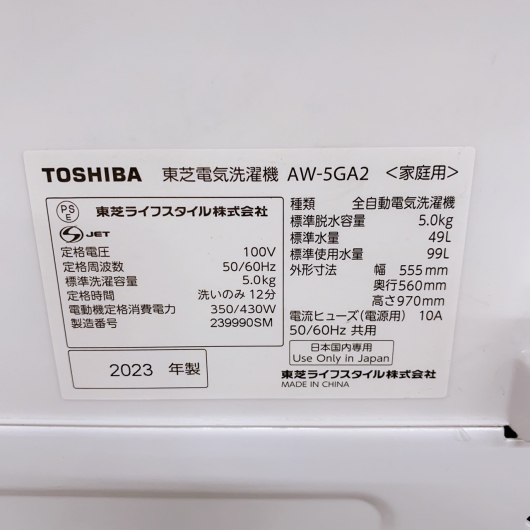 TOSHIBA 東芝電気洗濯機 AW-5GA2 <家庭用>
PS
E
東芝ライフスタイル株式会社
S JET
定格電圧 100V
定格周波数 50/60Hz
標準洗濯容量 5.0kg
定格時間 洗いのみ 12分
電動機定格消費電力 350/430W
製造番号 239990SM
2023 年製
種類 全自動電気洗濯機
標準脱水容量 5.0kg
標準水量 49L
標準使用水量 99L
外形寸法 幅 555mm
奥行560mm
高さ970mm
電流ヒューズ(電源用) 10A
50/60Hz 共用
日本国内専用
Use Only in Japan
東芝ライフスタイル株式会社
MADE IN CHINA